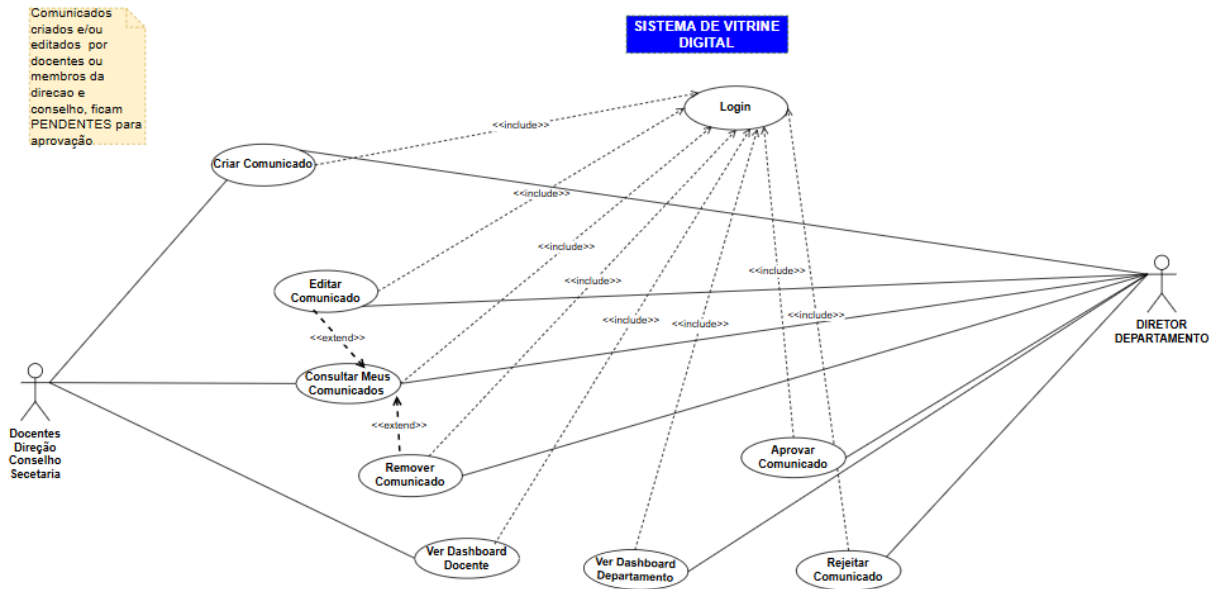 Comunicados
criados e/ou
editados por
docentes ou
membros da
direcao e
conselho, ficam
PENDENTES para
aprovação
SISTEMA DE VITRINE
DIGITAL
Login
<<include>>
Criar Comunicado
<<include>>
<<include>>
<<include>>
Editar
Comunicado
<<include>>
<<include>>
<<include>>
<<include>>
<<include>>
DIRETOR
DEPARTAMENTO
<<extend>>
Consultar Meus
Comunicados
<<extend>>
Docentes
Direção
Conselho
Secetaria
Remover
Comunicado
Aprovar
Comunicado
Ver Dashboard
Docente
Ver Dashboard
Departamento
Rejeitar
Comunicado